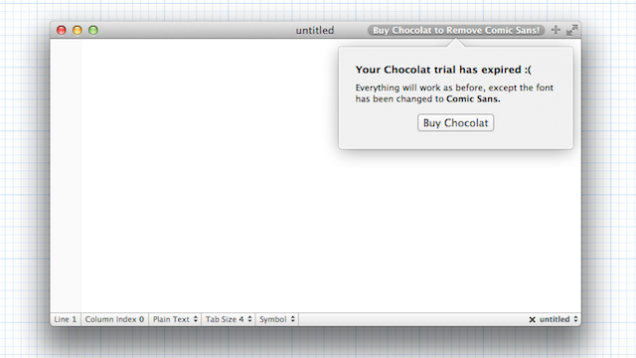 untitled
Buy Chocolat to Remove Comic Sans!
Your Chocolat trial has expired :(
Everything will work as before, except the font
has been changed to Comic Sans.
Buy Chocolat
Line 1 Column Index 0 Plain Text Tab Size 4 Symbol untitled